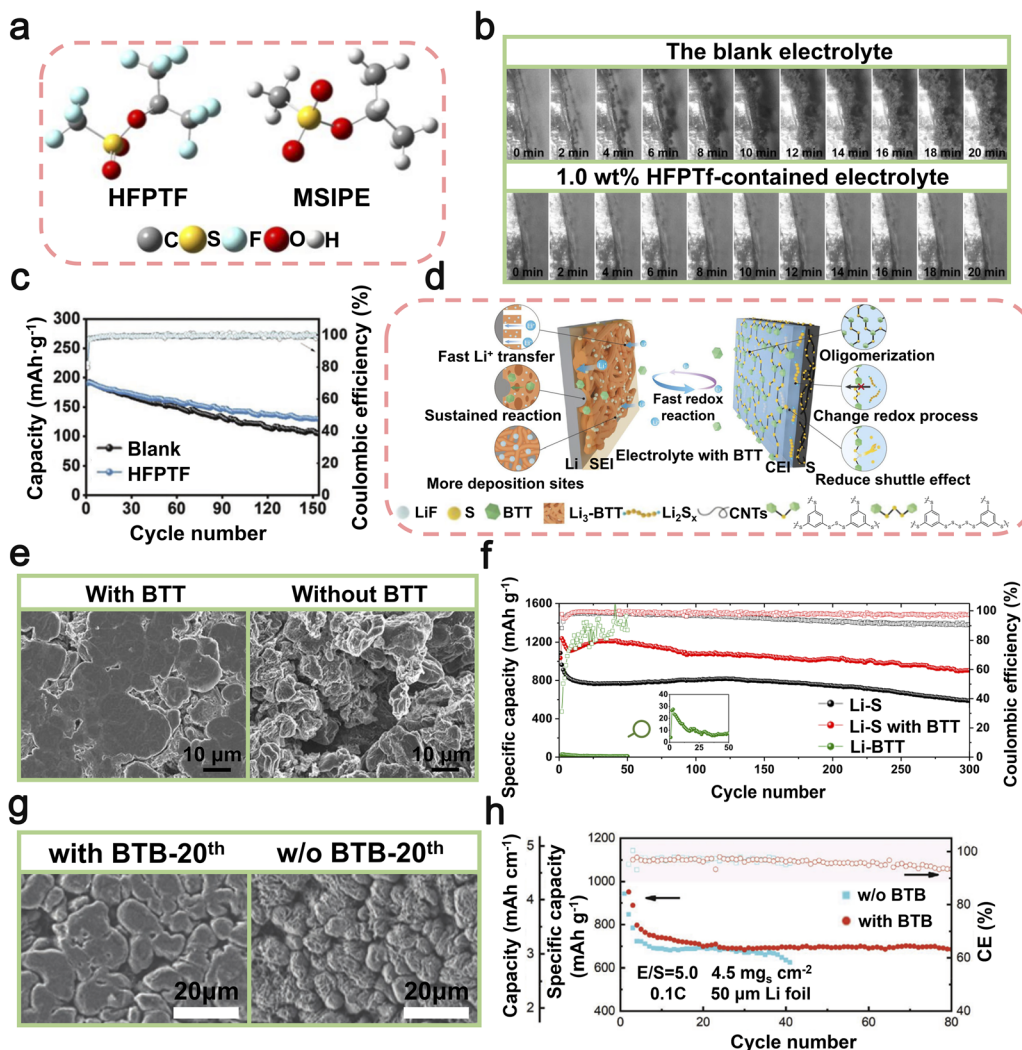 a
HFPTF
MSIPE
C S F O H
b
The blank electrolyte
0 min 2 min 4 min 6 min 8 min 10 min 12 min 14 min 16 min 18 min 20 min
1.0 wt% HFPTf-contained electrolyte
0 min 2 min 4 min 6 min 8 min 10 min 12 min 14 min 16 min 18 min 20 min
c
Capacity (mAh·g⁻¹)
300
250
200
150
100
50
0
Blank
HFPTF
0 30 60 90 120 150
Cycle number
100
80
60
40
20
0
Coulombic efficiency (%)
d
Fast Li⁺ transfer
Sustained reaction
More deposition sites
Li SEI
Fast redox
reaction
Electrolyte with BTT
CEI S
Oligomerization
Change redox process
Reduce shuttle effect
LiF S BTT Li₃-BTT Li₂Sₓ CNTs
e
With BTT
Without BTT
10 μm
10 μm
f
Specific capacity (mAh g⁻¹)
1600
1200
800
400
0
40
30
20
10
0
0 25 50
Li-S
Li-S with BTT
Li-BTT
0 50 100 150 200 250 300
Cycle number
100
80
60
40
20
0
Coulombic efficiency (%)
g
with BTB-20ᵗʰ
w/o BTB-20ᵗʰ
20μm
20μm
h
Capacity (mAh cm⁻¹)
5
4
3
2
Specific capacity
(mAh g⁻¹)
1200
1100
1000
900
800
700
600
400
w/o BTB
with BTB
E/S=5.0 4.5 mgₛ cm⁻²
0.1C 50 μm Li foil
0 20 40 60 80
Cycle number
100
80
60
40
CE (%)